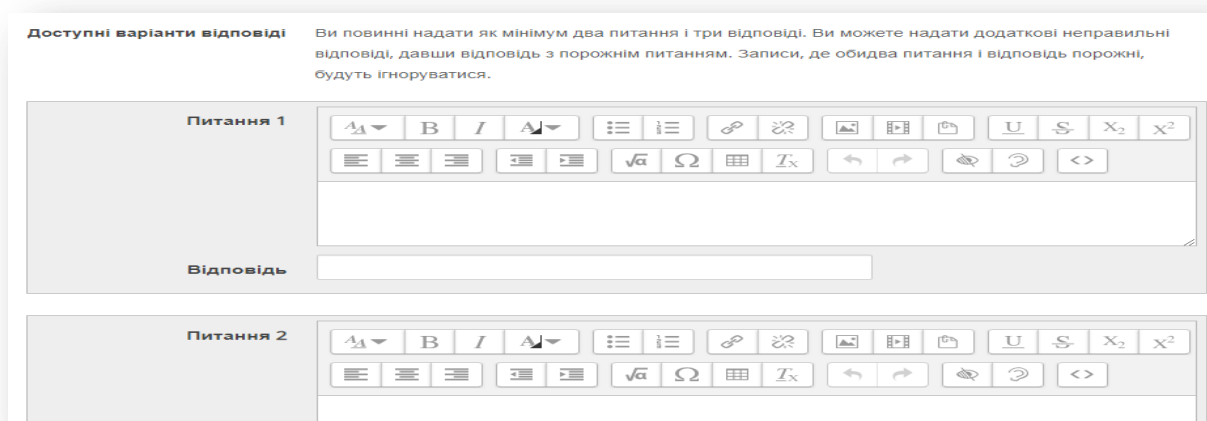 Доступні варіанти відповіді
Ви повинні надати як мінімум два питання і три відповіді. Ви можете надати додаткові неправильні
відповіді, давши відповідь з порожнім питанням. Записи, де обидва питання і відповідь порожні,
будуть ігноруватися.
Питання 1
Відповідь
Питання 2